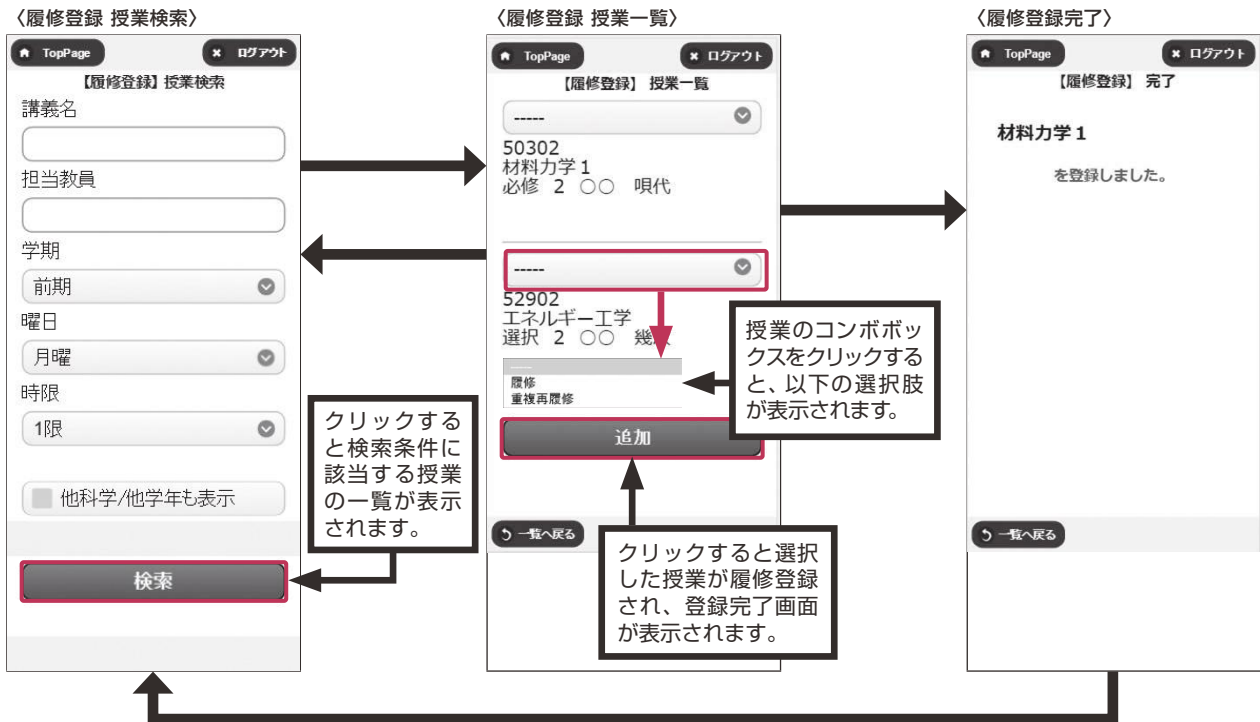 〈履修登録 授業検索〉
TopPage
ログアウト
【履修登録】授業検索
講義名
担当教員
学期
前期
曜日
月曜
時限
1限
他科学/他学年も表示
検索
クリックする
と検索条件に
該当する授業
の一覧が表示
されます。
〈履修登録 授業一覧〉
TopPage
ログアウト
【履修登録】 授業一覧
-----
50302
材料力学1
必修 2 ○○ 唄代
-----
52902
エネルギー工学
選択 2 ○○ 幾
-----
履修
重複再履修
追加
一覧へ戻る
授業のコンボボッ
クスをクリックする
と、以下の選択肢
が表示されます。
クリックすると選択
した授業が履修登録
され、登録完了画面
が表示されます。
〈履修登録完了〉
TopPage
ログアウト
【履修登録】 完了
材料力学1
を登録しました。
一覧へ戻る